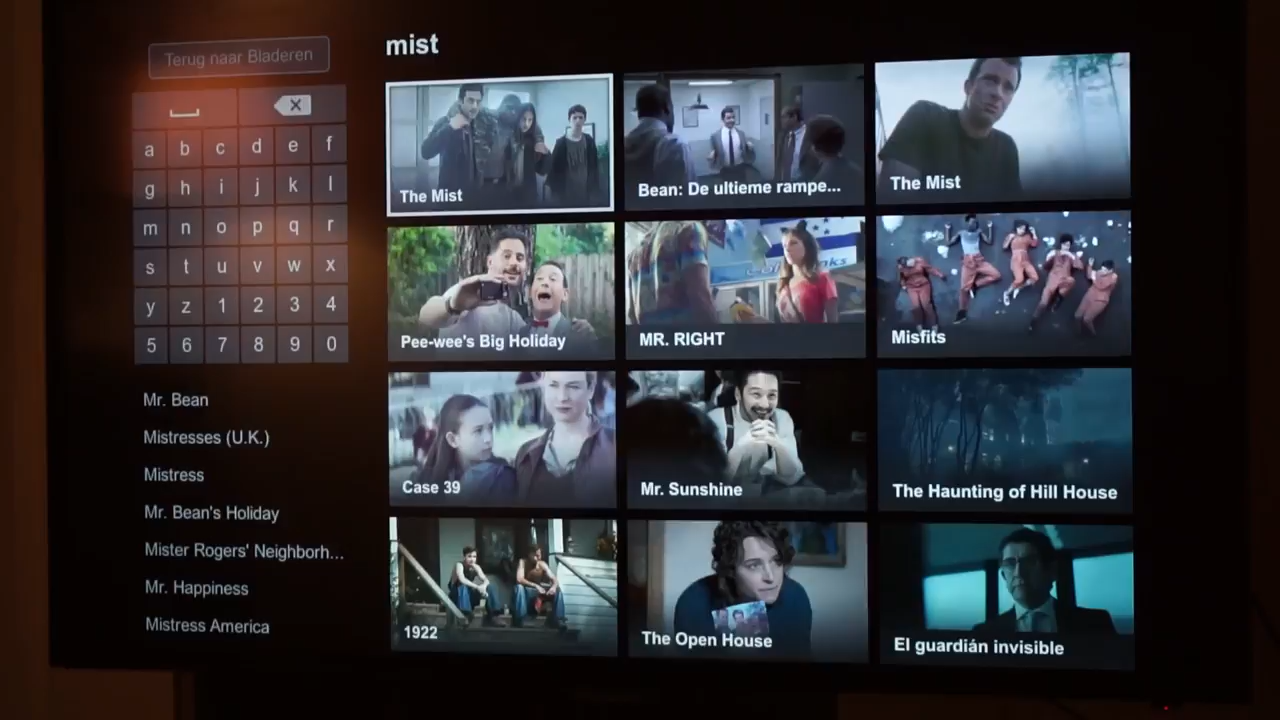 Terug naar Bladeren
mist
a b c d e f
g h i j k l
m n o p q r
s t u v w x
y z 1 2 3 4
5 6 7 8 9 0
Mr. Bean
Mistresses (U.K.)
Mistress
Mr. Bean's Holiday
Mister Rogers' Neighborh...
Mr. Happiness
Mistress America
The Mist
Bean: De ultieme rampe...
The Mist
Pee-wee's Big Holiday
MR. RIGHT
Misfits
Case 39
Mr. Sunshine
The Haunting of Hill House
1922
The Open House
El guardián invisible